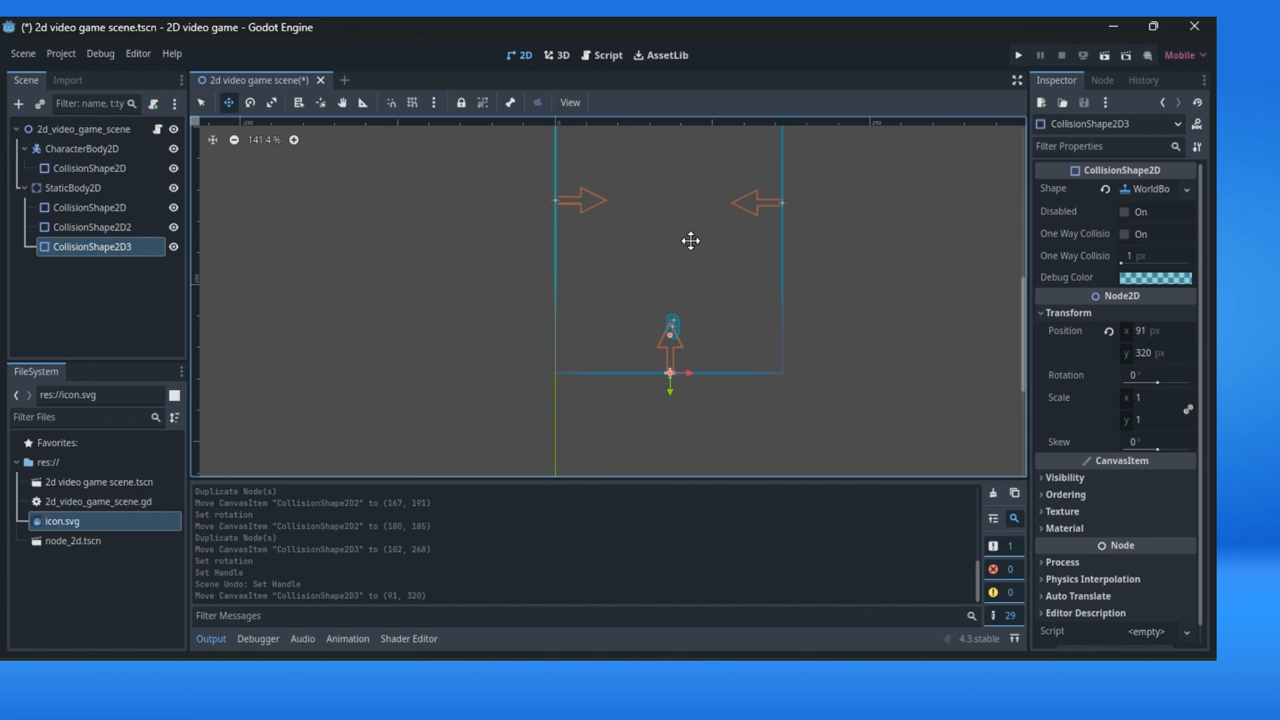 (*) 2d video game scene.tscn - 2D video game - Godot Engine
Scene Project Debug Editor Help
2D 3D Script AssetLib
Mobile
Scene Import
2d video game scene(*)
Inspector Node History
Filter: name, t:ty
View
2d_video_game_scene
CharacterBody2D
CollisionShape2D
StaticBody2D
CollisionShape2D
CollisionShape2D2
CollisionShape2D3
141.4 %
CollisionShape2D3
Filter Properties
CollisionShape2D
Shape WorldBo
Disabled On
One Way Collisio On
One Way Collisio 1 px
Debug Color
Node2D
Transform
Position x 91 px
y 320 px
Rotation 0°
Scale x 1
y 1
Skew 0°
CanvasItem
Visibility
Ordering
Texture
Material
Node
Process
Physics Interpolation
Auto Translate
Editor Description
Script <empty>
FileSystem
res://icon.svg
Filter Files
Favorites:
res://
2d video game scene.tscn
2d_video_game_scene.gd
icon.svg
node_2d.tscn
Duplicate Node(s)
Move CanvasItem "CollisionShape2D2" to (167, 191)
Set rotation
Move CanvasItem "CollisionShape2D2" to (180, 185)
Duplicate Node(s)
Move CanvasItem "CollisionShape2D3" to (102, 268)
Set rotation
Set Handle
Scene Undo: Set Handle
Move CanvasItem "CollisionShape2D3" to (91, 320)
1
0
0
29
Filter Messages
Output Debugger Audio Animation Shader Editor
4.3.stable